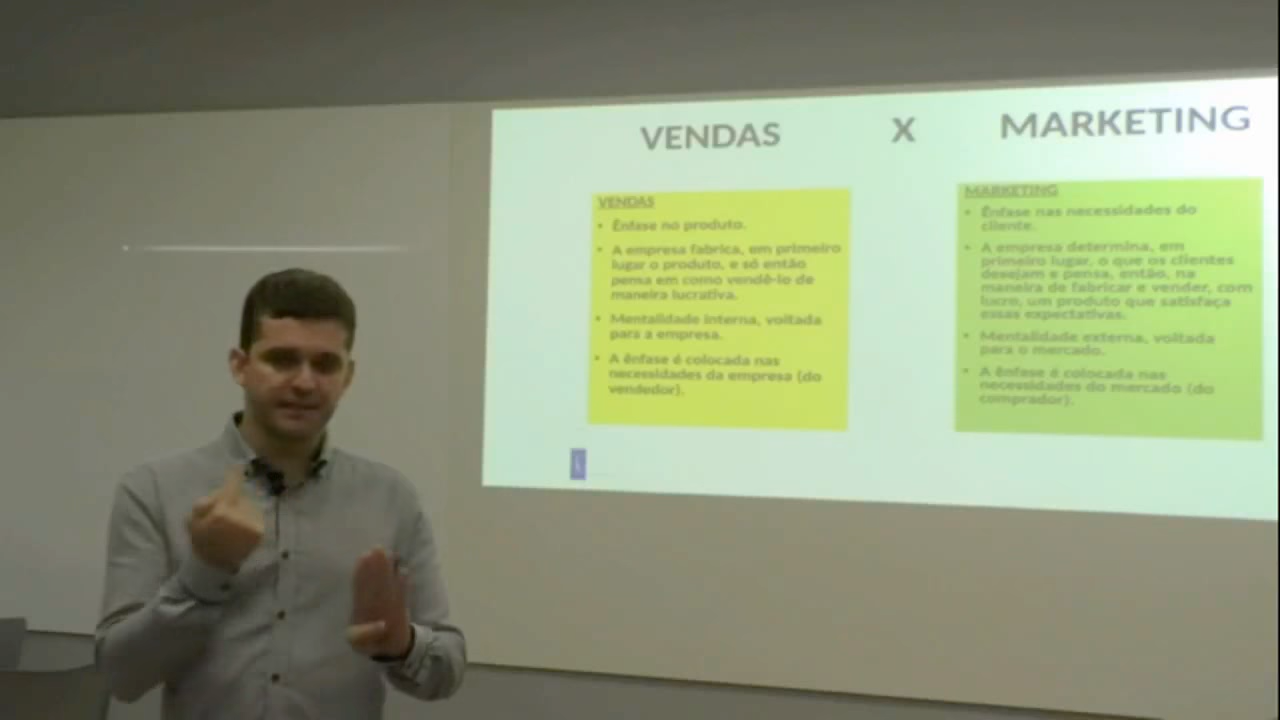 VENDAS X MARKETING
VENDAS
• Ênfase no produto.
• A empresa fabrica, em primeiro
lugar o produto, e só então
pensa em como vendê-lo de
maneira lucrativa.
• Mentalidade interna, voltada
para a empresa.
• A ênfase é colocada nas
necessidades da empresa (do
vendedor).
MARKETING
• Ênfase nas necessidades do
cliente.
• A empresa determina, em
primeiro lugar, o que os clientes
desejam e pensa, então, na
maneira de fabricar e vender, com
lucro, um produto que satisfaça
essas expectativas.
• Mentalidade externa, voltada
para o mercado.
• A ênfase é colocada nas
necessidades do mercado (do
comprador).